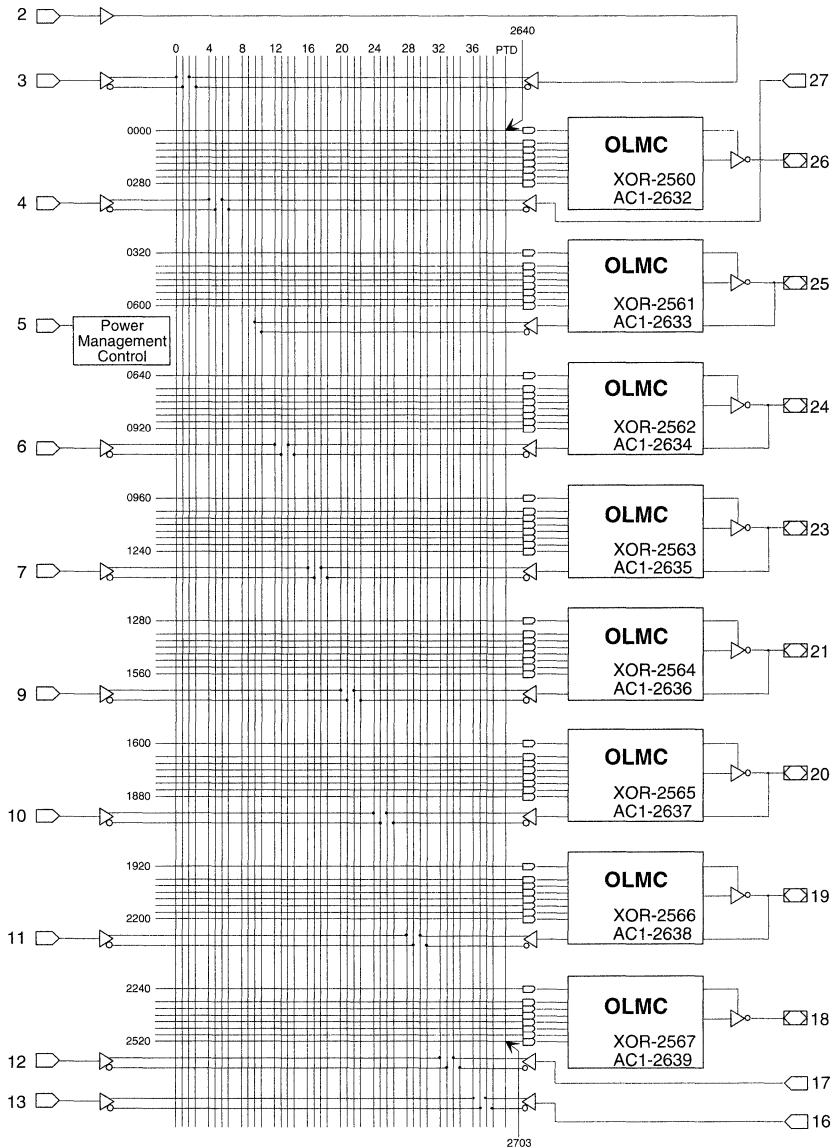 2
2640
0 4 8 12 16 20 24 28 32 36 PTD
3
27
0000
OLMC
26
XOR-2560
0280
AC1-2632
4
0320
OLMC
25
XOR-2561
0600
AC1-2633
5
Power
Management
Control
0640
OLMC
24
XOR-2562
0920
AC1-2634
6
0960
OLMC
23
XOR-2563
1240
AC1-2635
7
1280
OLMC
21
XOR-2564
1560
AC1-2636
9
1600
OLMC
20
XOR-2565
1880
AC1-2637
10
1920
OLMC
19
XOR-2566
2200
AC1-2638
11
2240
OLMC
18
XOR-2567
2520
AC1-2639
12
17
13
16
2703